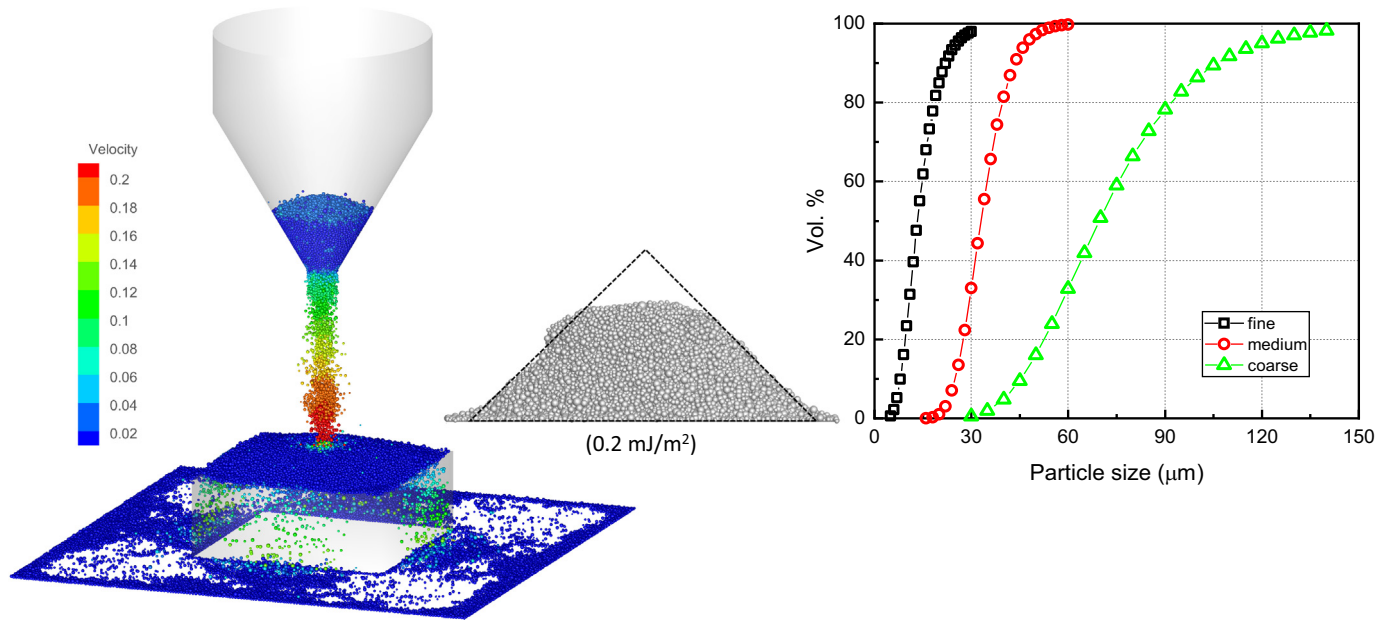 Velocity
0.2
0.18
0.16
0.14
0.12
0.1
0.08
0.06
0.04
0.02
(0.2 mJ/m²)
100
80
60
40
20
0
Vol. %
0 30 60 90 120 150
Particle size (μm)
fine
medium
coarse